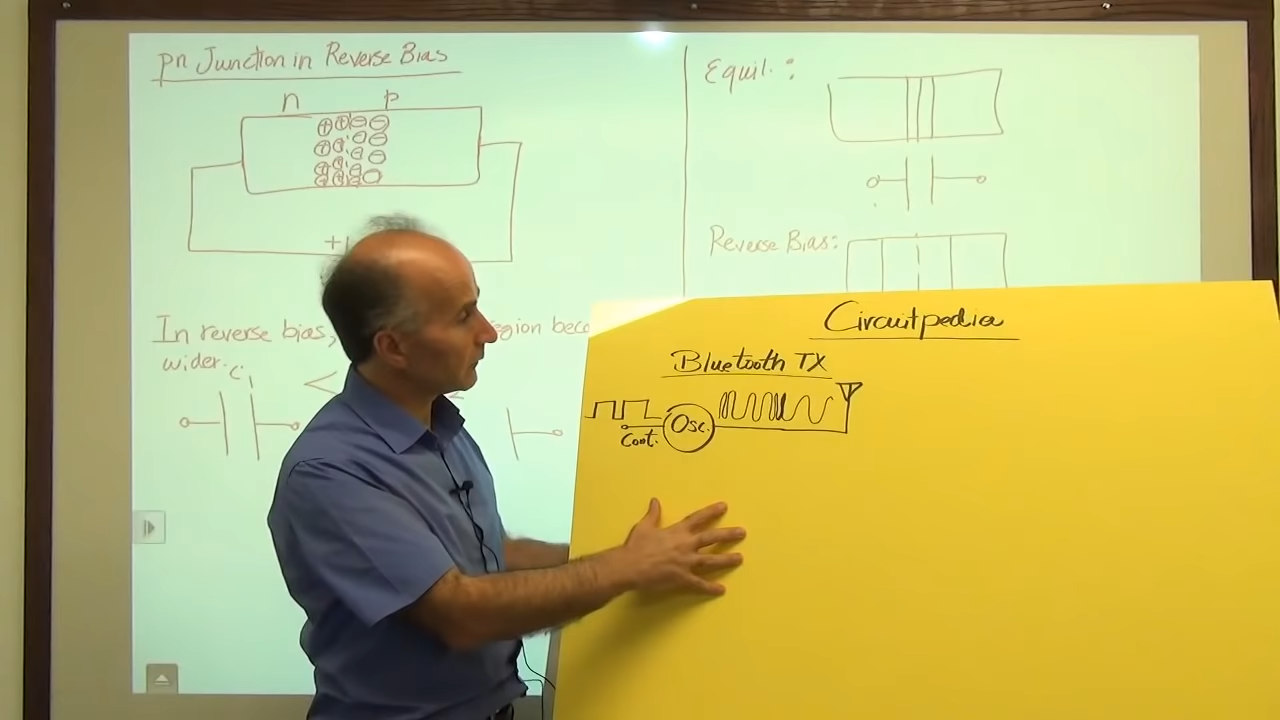 pn Junction in Reverse Bias
n p
In reverse bias,
wider.
<
Equil. :
Reverse Bias:
Circuitpedia
Bluetooth TX
Osc.
Cont.